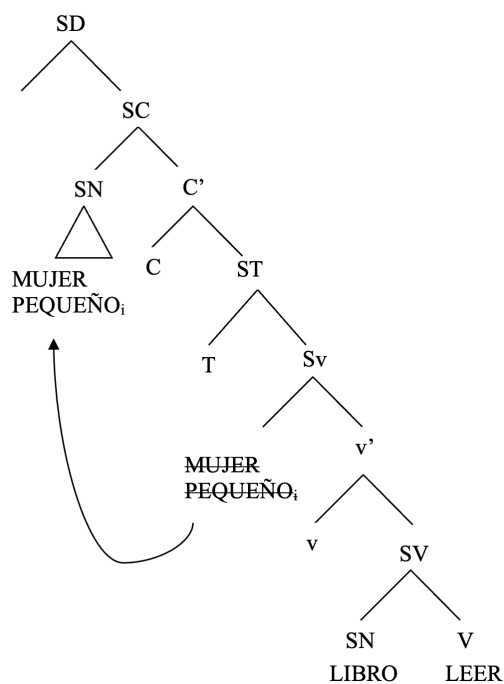 SD
SC
SN C’
MUJER
PEQUEÑOᵢ
C ST
T Sv
MUJER
PEQUEÑOᵢ
v’
v SV
SN V
LIBRO LEER